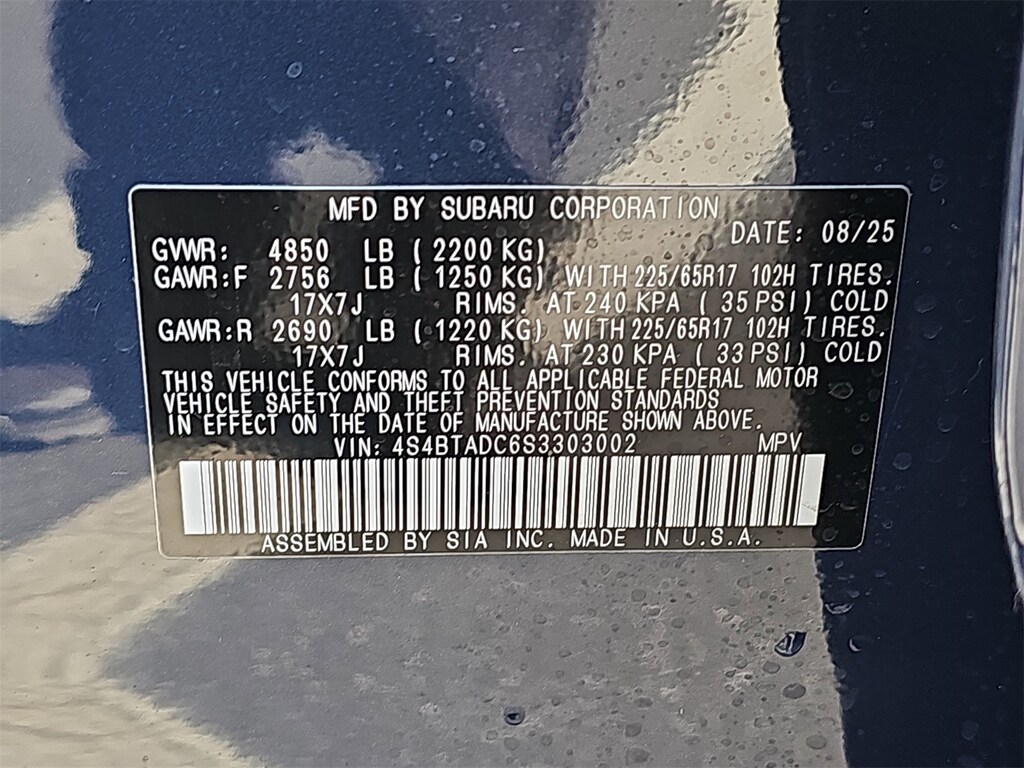 MFD BY SUBARU CORPORATION
DATE: 08/25
GVWR: 4850 LB ( 2200 KG)
GAWR:F 2756 LB ( 1250 KG) WITH 225/65R17 102H TIRES.
17X7J RIMS. AT 240 KPA ( 35 PSI) COLD
GAWR:R 2690 LB ( 1220 KG) WITH 225/65R17 102H TIRES.
17X7J RIMS. AT 230 KPA ( 33 PSI) COLD
THIS VEHICLE CONFORMS TO ALL APPLICABLE FEDERAL MOTOR
VEHICLE SAFETY AND THEFT PREVENTION STANDARDS
IN EFFECT ON THE DATE OF MANUFACTURE SHOWN ABOVE.
VIN: 4S4BTADC6S3303002 MPV
ASSEMBLED BY SIA INC. MADE IN U.S.A.